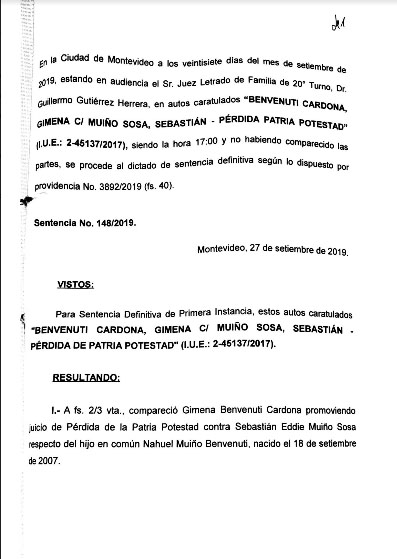 En la Ciudad de Montevideo a los veintisiete días del mes de setiembre de
2019, estando en audiencia el Sr. Juez Letrado de Familia de 20° Turno, Dr.
Guillermo Gutiérrez Herrera, en autos caratulados "BENVENUTI CARDONA,
GIMENA C/ MUIÑO SOSA, SEBASTIÁN - PÉRDIDA PATRIA POTESTAD"
(I.U.E.: 2-45137/2017), siendo la hora 17:00 y no habiendo comparecido las
partes, se procede al dictado de sentencia definitiva según lo dispuesto por
providencia No. 3892/2019 (fs. 40).
Sentencia No. 148/2019.
Montevideo, 27 de setiembre de 2019.
VISTOS:
Para Sentencia Definitiva de Primera Instancia, estos autos caratulados
"BENVENUTI CARDONA, GIMENA C/ MUIÑO SOSA, SEBASTIÁN -
PÉRDIDA DE PATRIA POTESTAD" (I.U.E.: 2-45137/2017).
RESULTANDO:
I.- A fs. 2/3 vta., compareció Gimena Benvenuti Cardona promoviendo
juicio de Pérdida de la Patria Potestad contra Sebastián Eddie Muiño Sosa
respecto del hijo en común Nahuel Muiño Benvenuti, nacido el 18 de setiembre
de 2007.